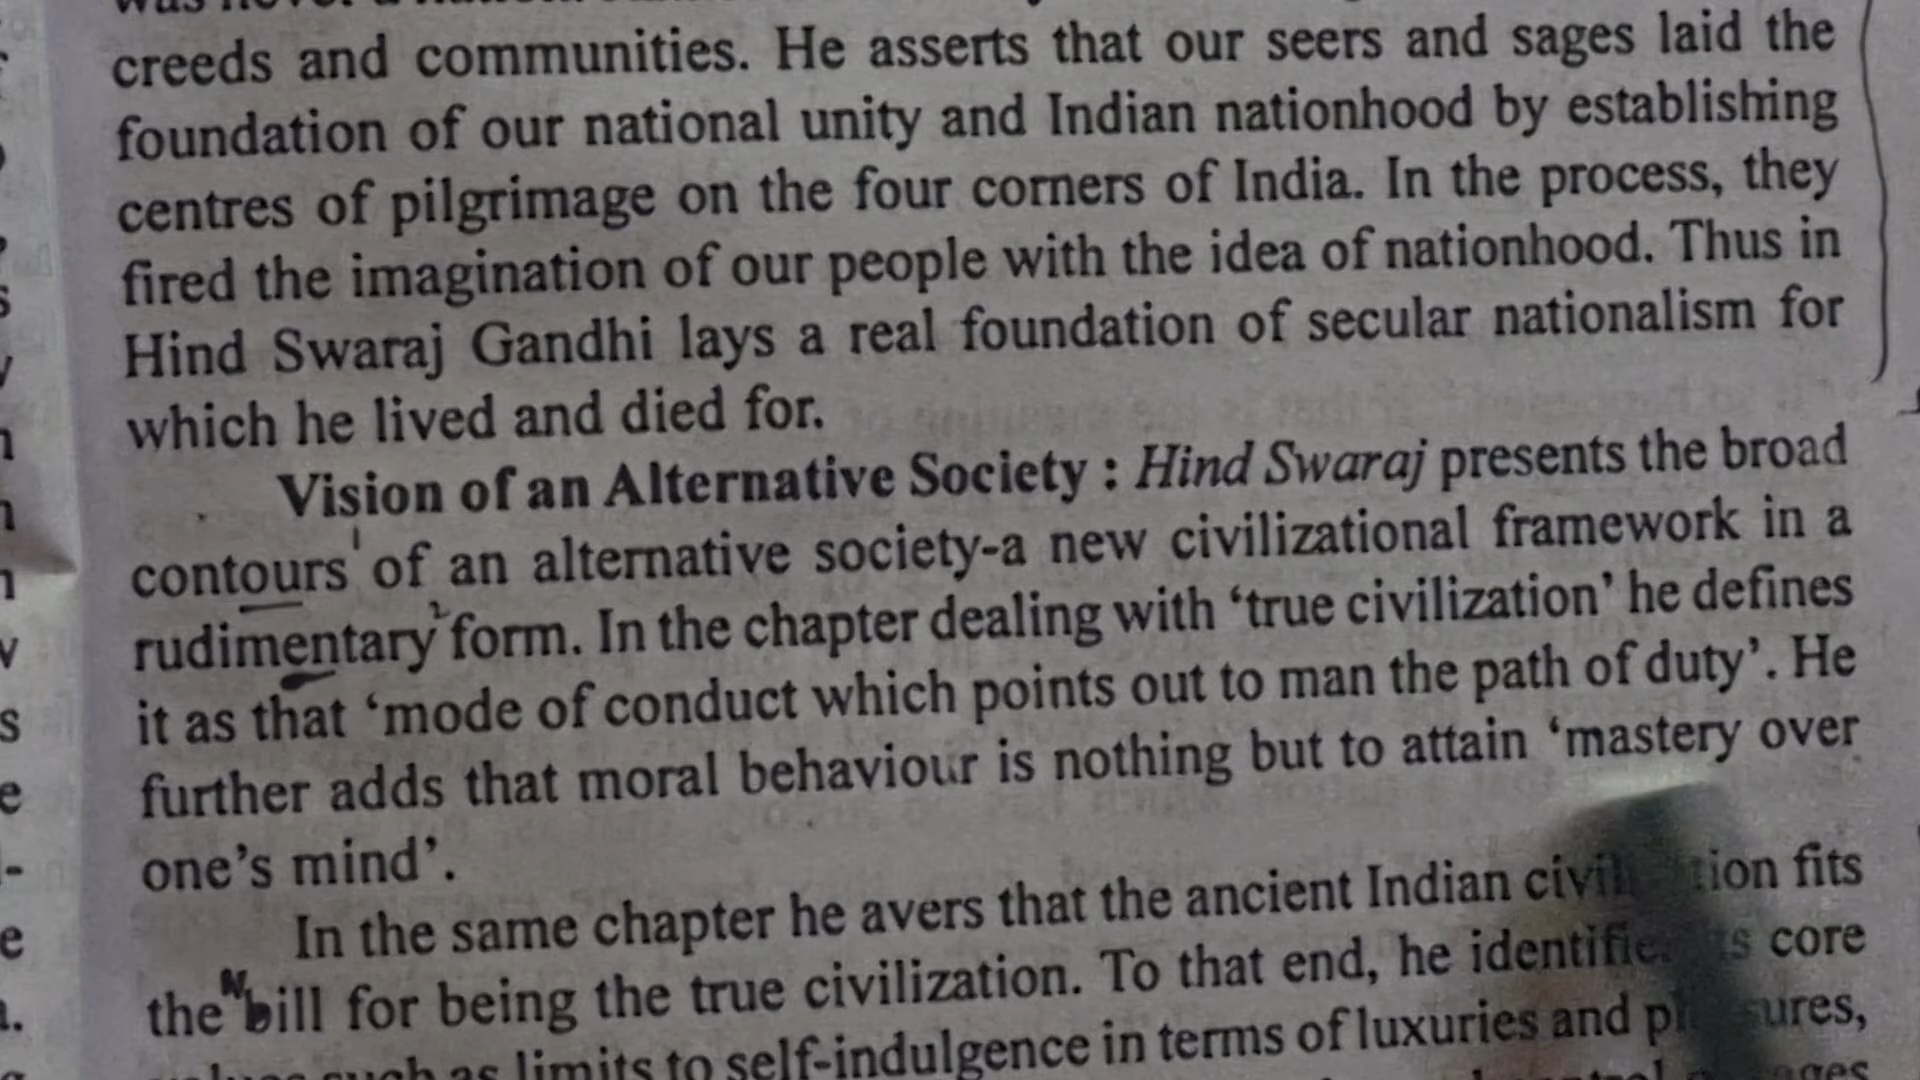 creeds and communities. He asserts that our seers and sages laid the
foundation of our national unity and Indian nationhood by establishing
centres of pilgrimage on the four corners of India. In the process, they
fired the imagination of our people with the idea of nationhood. Thus in
Hind Swaraj Gandhi lays a real foundation of secular nationalism for
which he lived and died for.
Vision of an Alternative Society : Hind Swaraj presents the broad
contours of an alternative society-a new civilizational framework in a
rudimentary form. In the chapter dealing with ‘true civilization’ he defines
it as that ‘mode of conduct which points out to man the path of duty’. He
further adds that moral behaviour is nothing but to attain ‘mastery over
one’s mind’.
In the same chapter he avers that the ancient Indian fits
the bill for being the true civilization. To that end, he core
such as limits to self-indulgence in terms of luxuries and